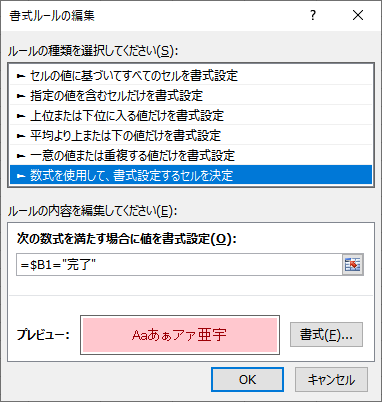 書式ルールの編集
ルールの種類を選択してください(S):
► セルの値に基づいてすべてのセルを書式設定
► 指定の値を含むセルだけを書式設定
► 上位または下位に入る値だけを書式設定
► 平均より上または下の値だけを書式設定
► 一意の値または重複する値だけを書式設定
► 数式を使用して、書式設定するセルを決定
ルールの内容を編集してください(E):
次の数式を満たす場合に値を書式設定(O):
=$B1="完了"
プレビュー: Aaあぁアァ亜宇 書式(F)...
OK キャンセル